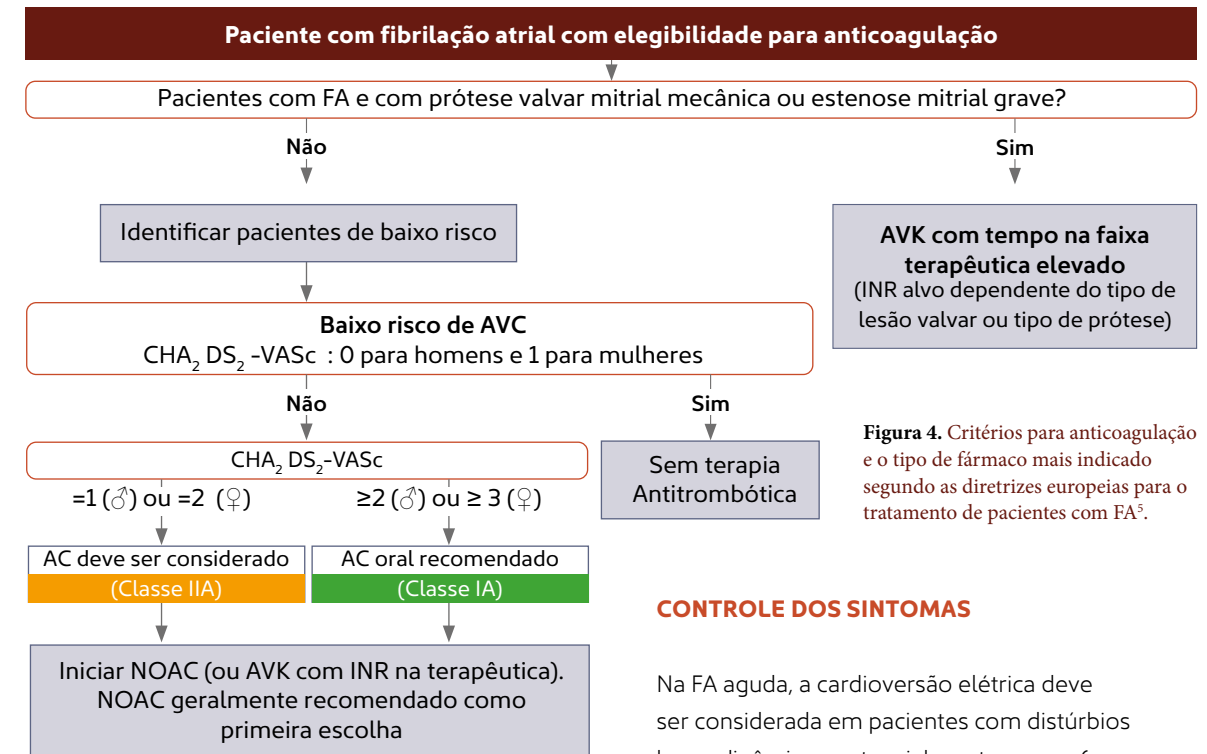 Paciente com fibrilação atrial com elegibilidade para anticoagulação
Pacientes com FA e com prótese valvar mitrial mecânica ou estenose mitrial grave?
Não
Sim
Identificar pacientes de baixo risco
AVK com tempo na faixa
terapêutica elevado
(INR alvo dependente do tipo de
lesão valvar ou tipo de prótese)
Baixo risco de AVC
CHA₂ DS₂ -VASc : 0 para homens e 1 para mulheres
Não
Sim
CHA₂ DS₂-VASc
Sem terapia
Antitrombótica
=1 (♂) ou =2 (♀)
≥2 (♂) ou ≥ 3 (♀)
AC deve ser considerado
(Classe IIA)
AC oral recomendado
(Classe IA)
Iniciar NOAC (ou AVK com INR na terapêutica).
NOAC geralmente recomendado como
primeira escolha
Figura 4. Critérios para anticoagulação
e o tipo de fármaco mais indicado
segundo as diretrizes europeias para o
tratamento de pacientes com FA⁵.
CONTROLE DOS SINTOMAS
Na FA aguda, a cardioversão elétrica deve
ser considerada em pacientes com distúrbios